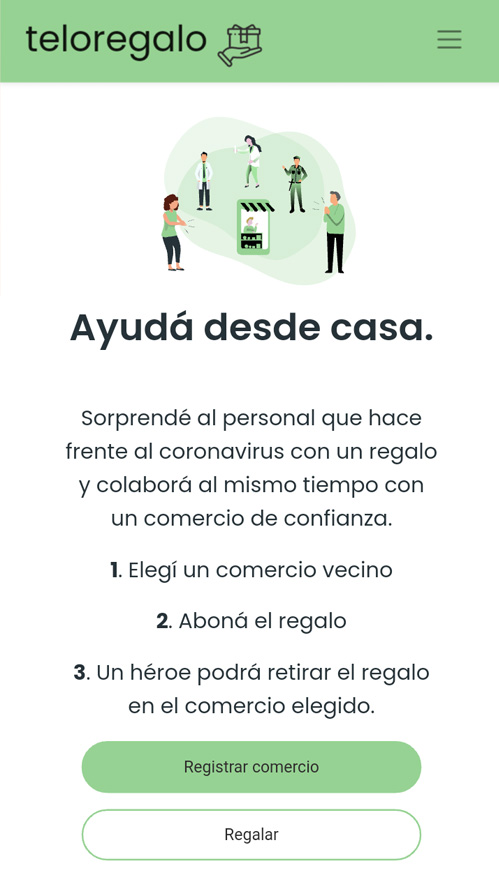 teloregalo
Ayudá desde casa.
Sorprendé al personal que hace
frente al coronavirus con un regalo
y colaborá al mismo tiempo con
un comercio de confianza.
1. Elegí un comercio vecino
2. Aboná el regalo
3. Un héroe podrá retirar el regalo
en el comercio elegido.
Registrar comercio
Regalar